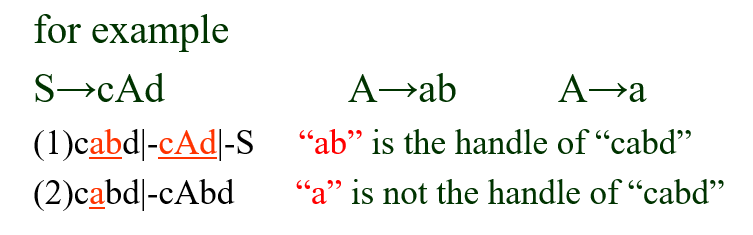 for example
S→cAd A→ab A→a
(1)cabd|-cAd|-S “ab” is the handle of “cabd”
(2)cabd|-cAbd “a” is not the handle of “cabd”